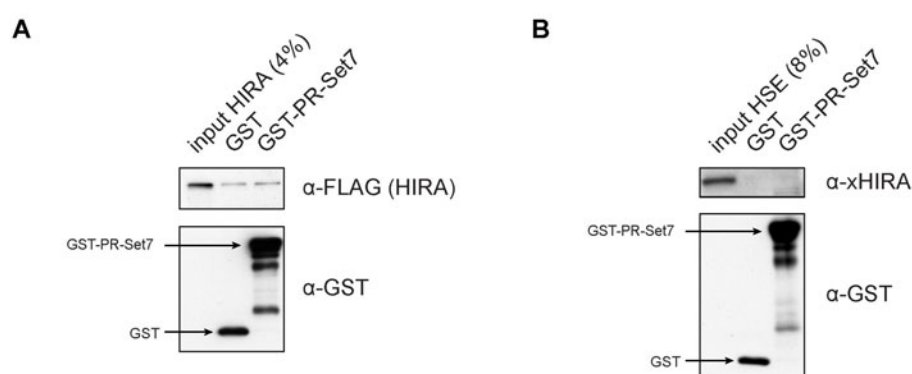 A
input HIRA (4%)
GST
GST-PR-Set7
α-FLAG (HIRA)
GST-PR-Set7
α-GST
GST
B
input HSE (8%)
GST
GST-PR-Set7
α-xHIRA
GST-PR-Set7
α-GST
GST